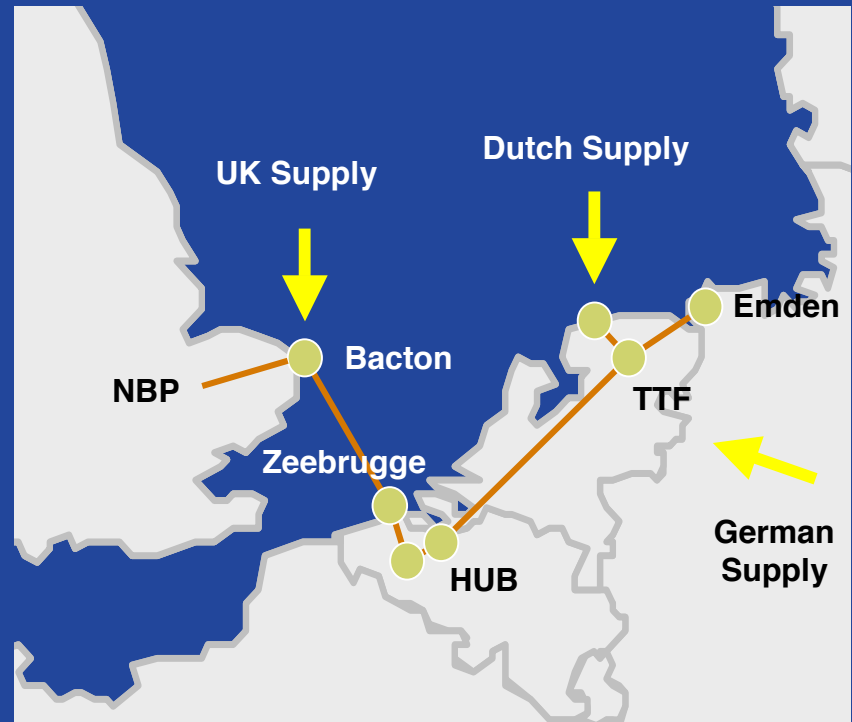 Dutch Supply
UK Supply
Emden
Bacton
NBP
TTF
Zeebrugge
German
Supply
HUB